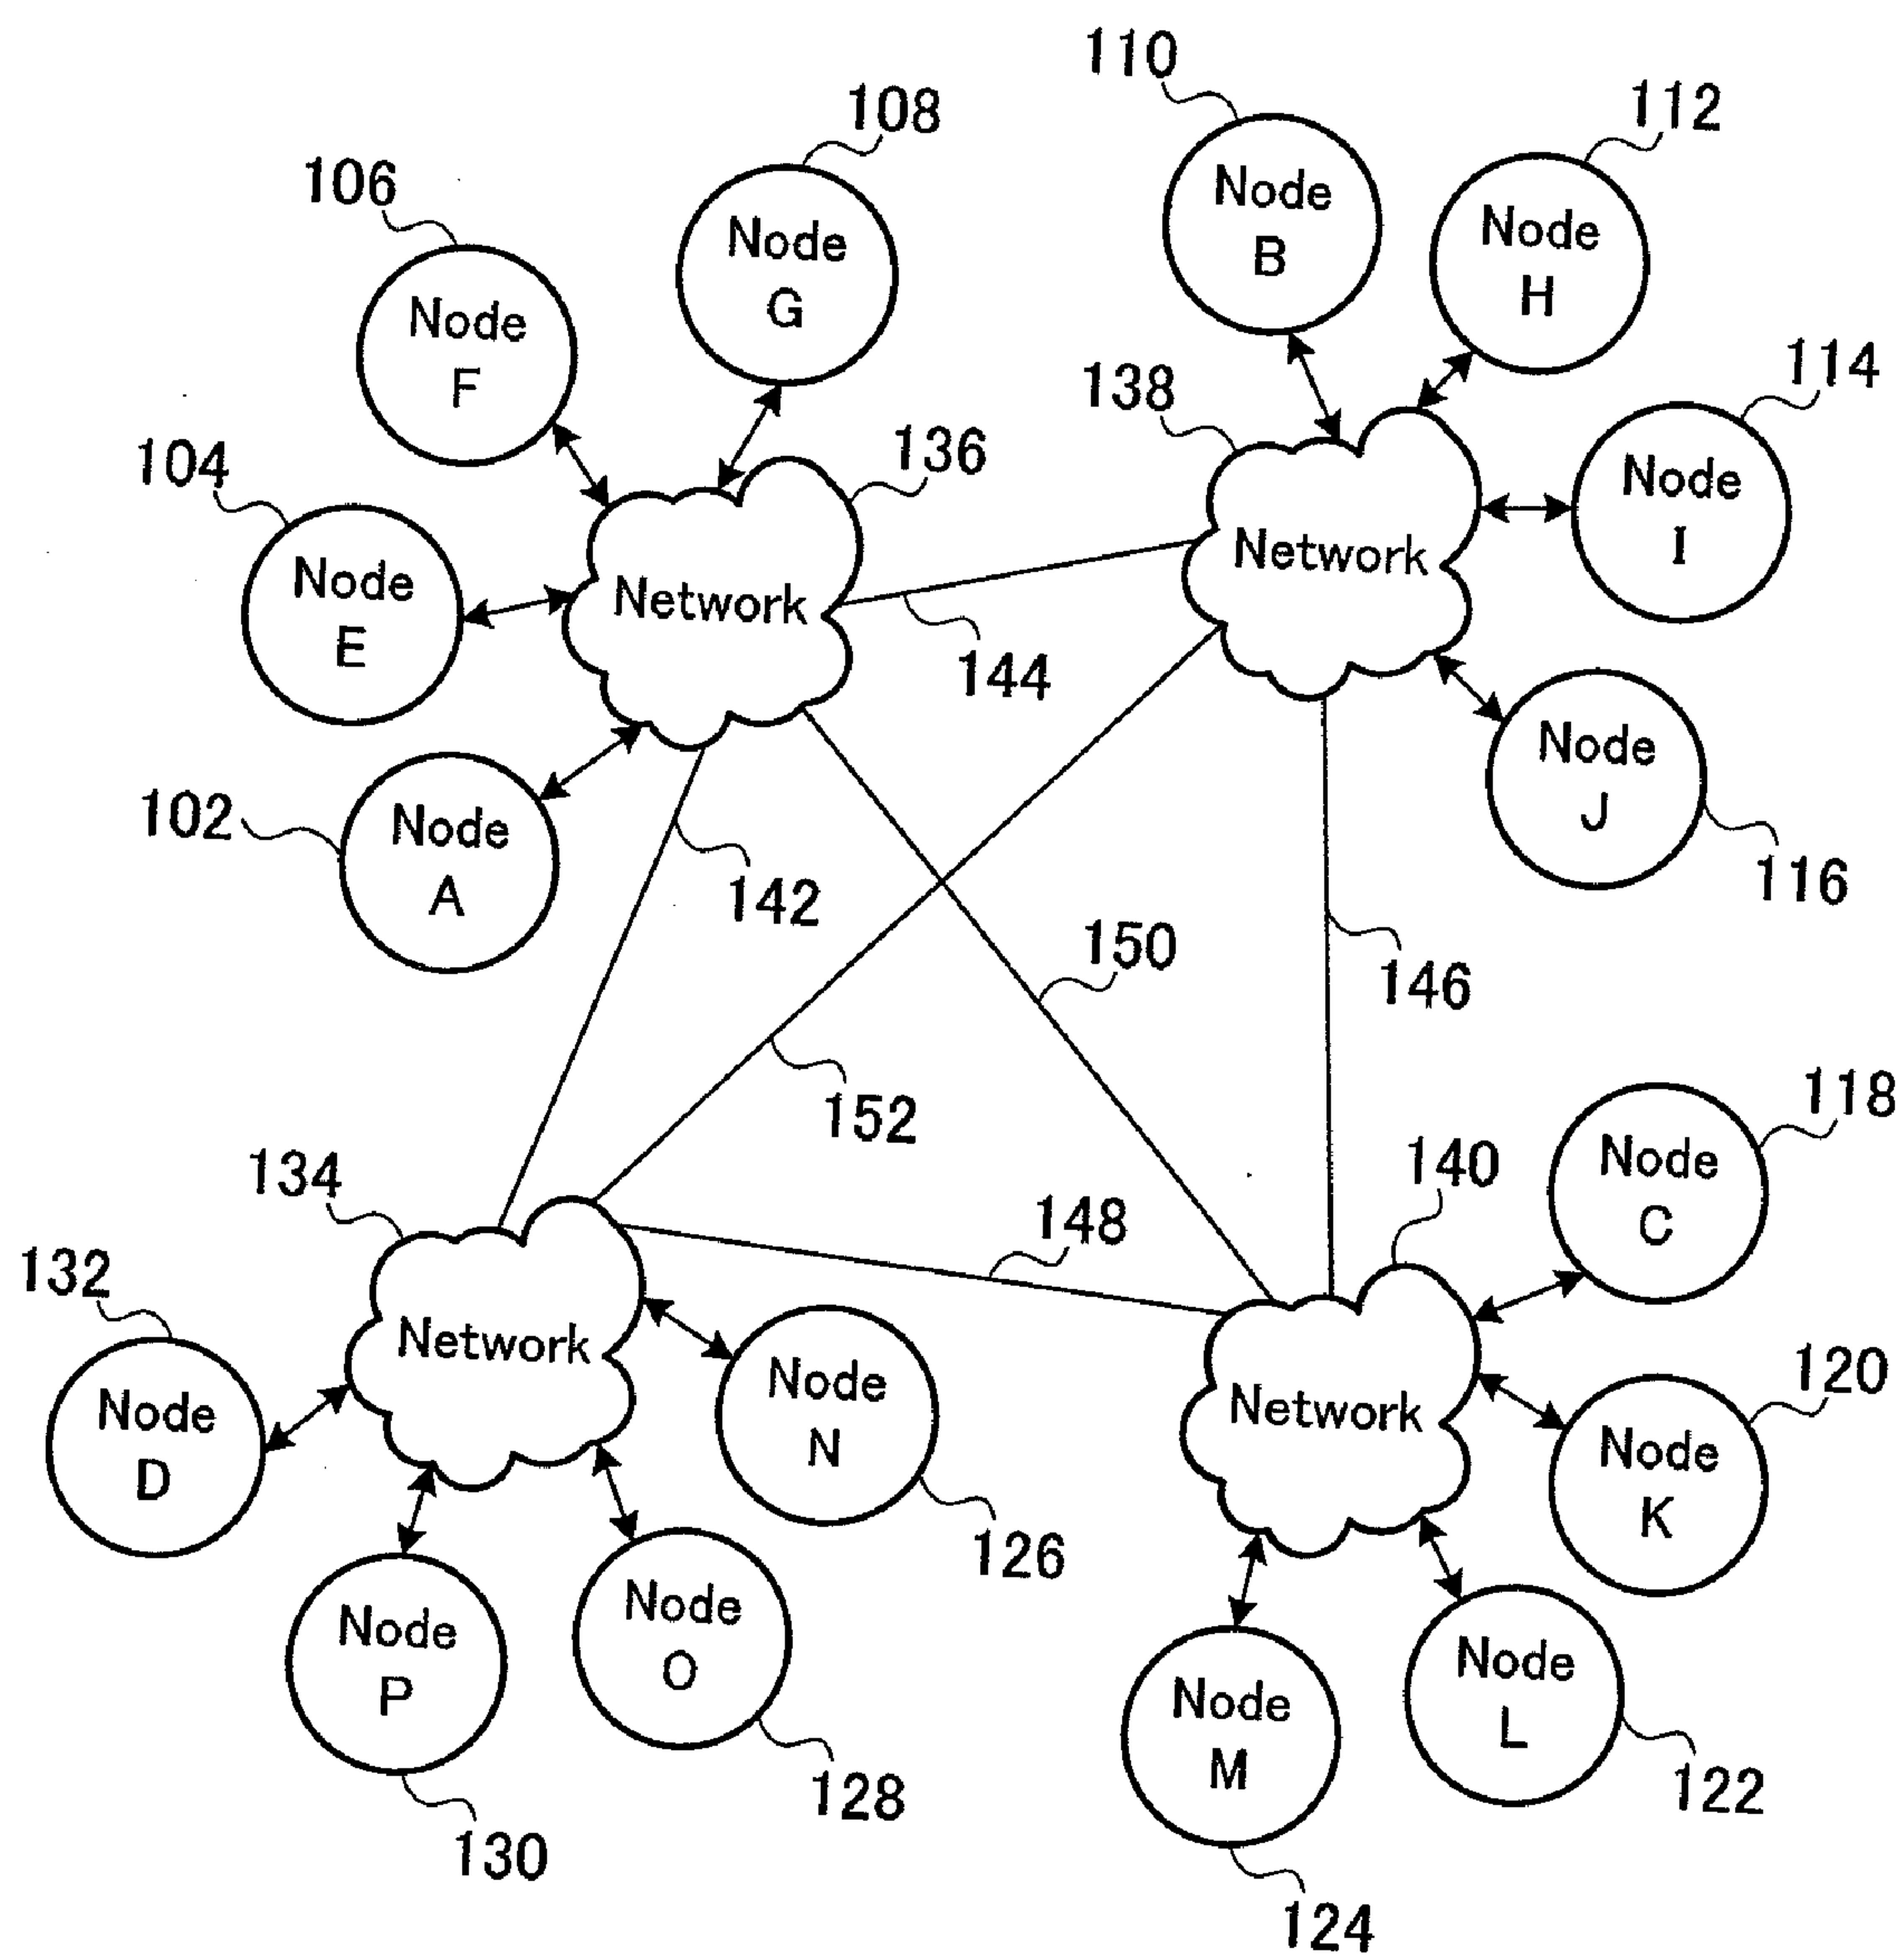 110
112
108
106
Node
B
Node
H
Node
G
Node
F
114
138
136
104
Node
I
Network
Node
E
Network
144
Node
J
102
Node
A
142
116
150
146
152
118
140
134
Node
C
148
132
Network
120
Node
N
Node
D
Network
Node
K
126
Node
O
Node
P
Node
L
Node
M
128
122
130
124